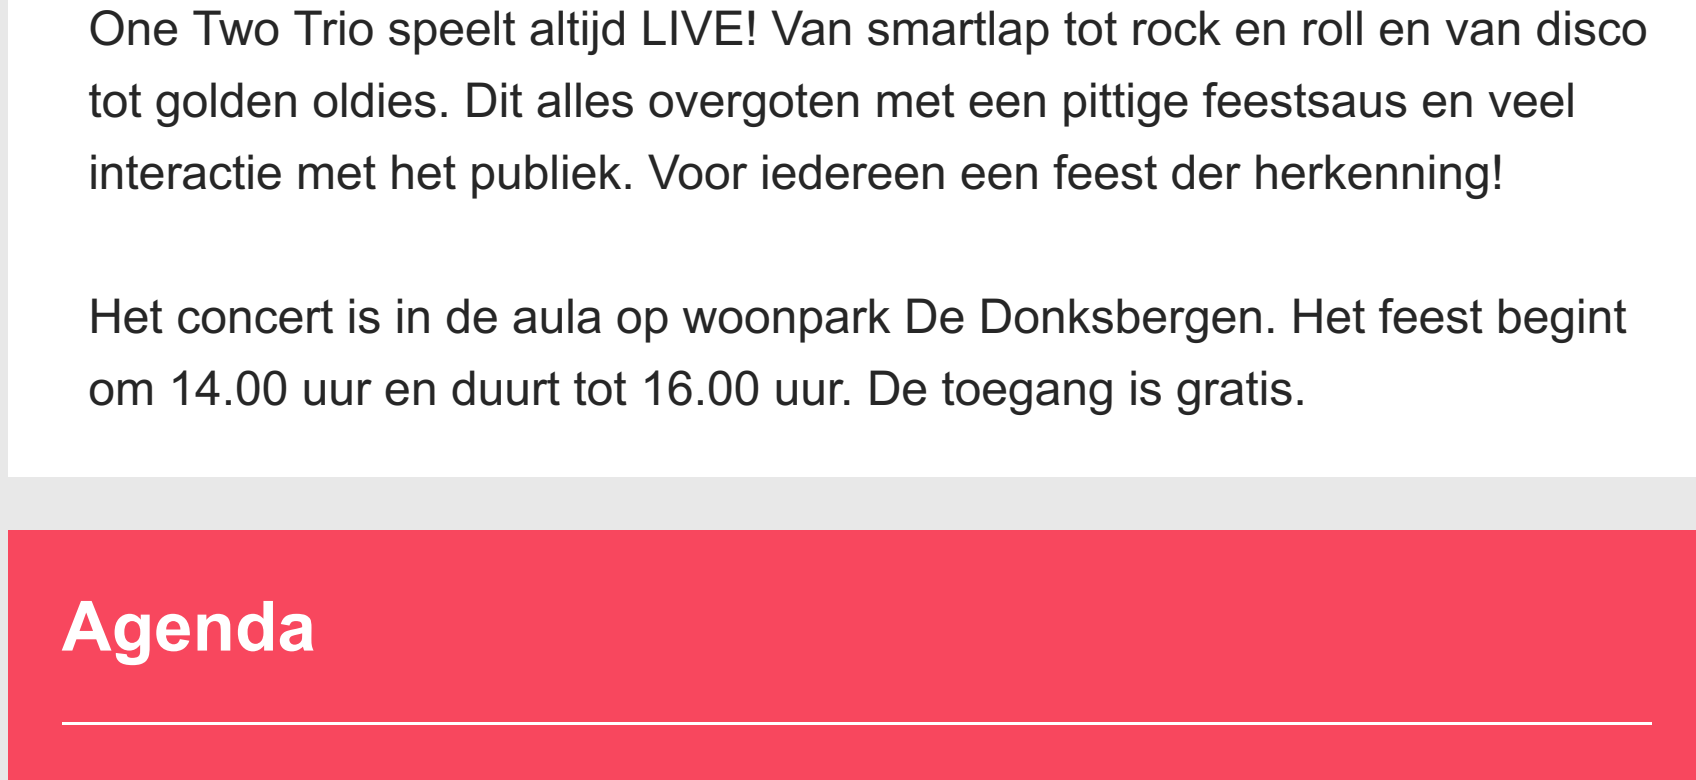 One Two Trio speelt altijd LIVE! Van smartlap tot rock en roll en van disco
tot golden oldies. Dit alles overgoten met een pittige feestsaus en veel
interactie met het publiek. Voor iedereen een feest der herkenning!
Het concert is in de aula op woonpark De Donksbergen. Het feest begint
om 14.00 uur en duurt tot 16.00 uur. De toegang is gratis.
Agenda